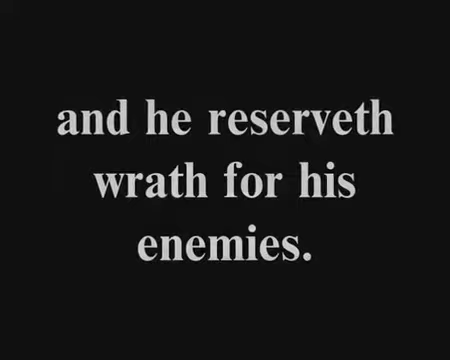 and he reserveth
wrath for his
enemies.